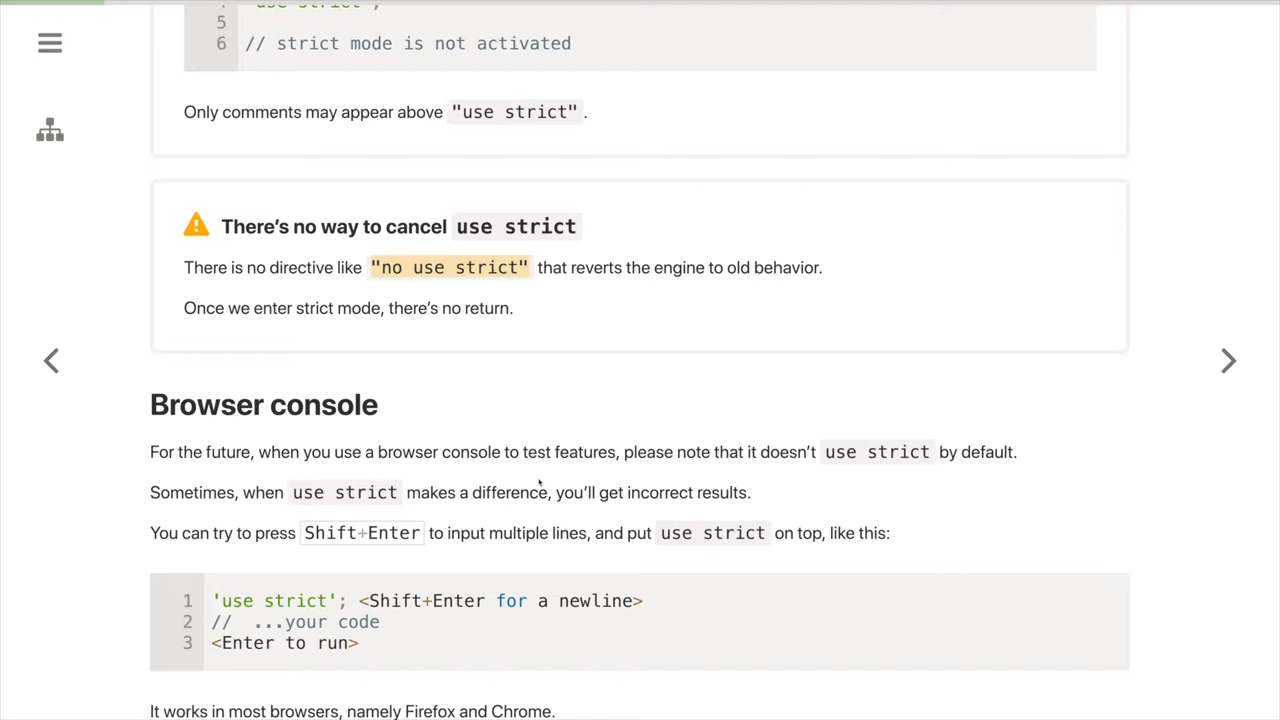 "use strict";
5
6 // strict mode is not activated
Only comments may appear above "use strict".
There's no way to cancel use strict
There is no directive like "no use strict" that reverts the engine to old behavior.
Once we enter strict mode, there's no return.
Browser console
For the future, when you use a browser console to test features, please note that it doesn't use strict by default.
Sometimes, when use strict makes a difference, you'll get incorrect results.
You can try to press Shift+Enter to input multiple lines, and put use strict on top, like this:
1 'use strict'; <Shift+Enter for a newline>
2 //  ...your code
3 <Enter to run>
It works in most browsers, namely Firefox and Chrome.